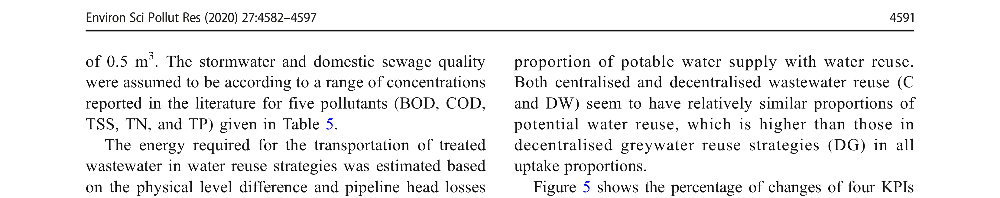 Environ Sci Pollut Res (2020) 27:4582–4597
4591
of 0.5 m³. The stormwater and domestic sewage quality
were assumed to be according to a range of concentrations
reported in the literature for five pollutants (BOD, COD,
TSS, TN, and TP) given in Table 5.
The energy required for the transportation of treated
wastewater in water reuse strategies was estimated based
on the physical level difference and pipeline head losses
proportion of potable water supply with water reuse.
Both centralised and decentralised wastewater reuse (C
and DW) seem to have relatively similar proportions of
potential water reuse, which is higher than those in
decentralised greywater reuse strategies (DG) in all
uptake proportions.
Figure 5 shows the percentage of changes of four KPIs